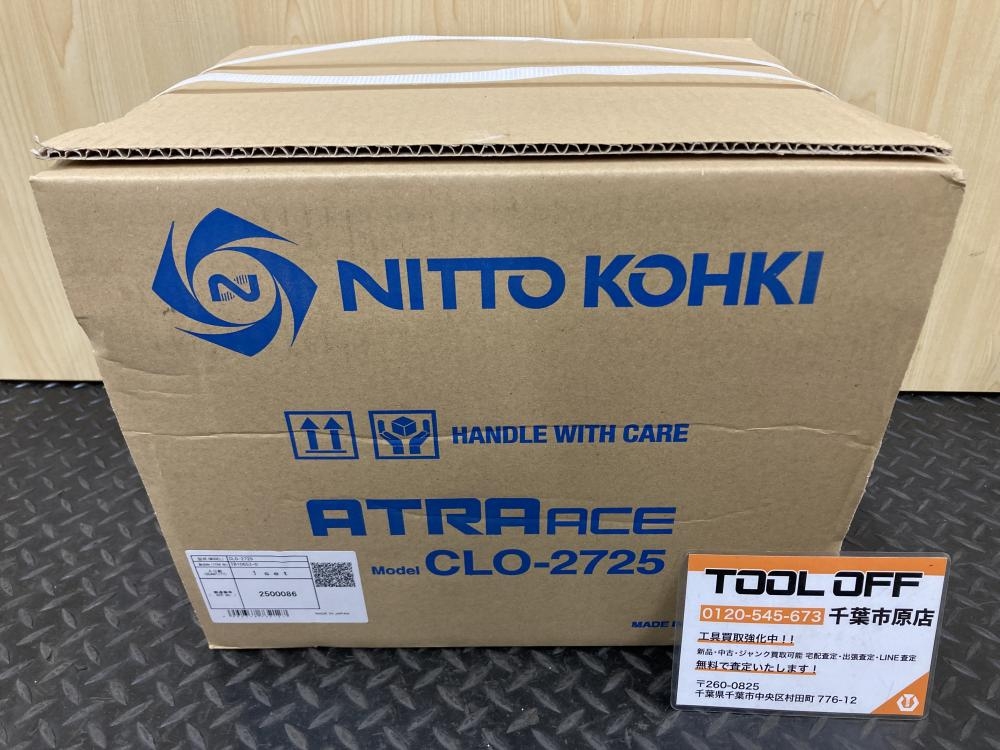 NITTO KOHKI
HANDLE WITH CARE
ATRA ACE
Model CLO-2725
CLO-2725
1 set
2500086
MADE IN JAPAN
MADE
TOOL OFF
0120-545-673 千葉市原店
工具買取強化中!!
新品・中古・ジャンク買取可能 宅配査定・出張査定・LINE査定
無料で査定いたします!
〒260-0825
千葉県千葉市中央区村田町 776-12